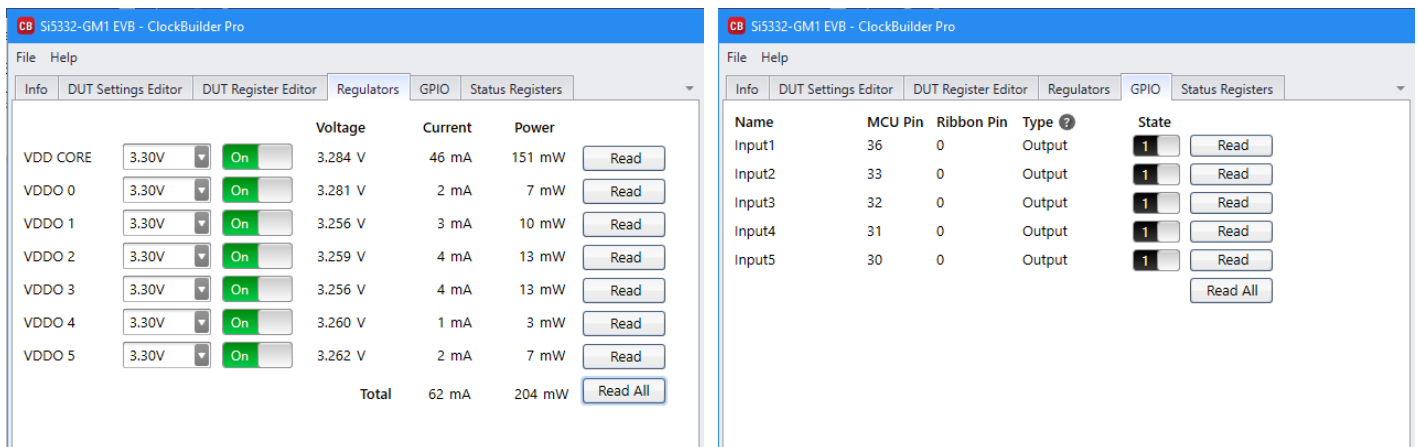 CB Si5332-GM1 EVB - ClockBuilder Pro
File Help
Info DUT Settings Editor DUT Register Editor Regulators GPIO Status Registers
Voltage Current Power
VDD CORE 3.30V On 3.284 V 46 mA 151 mW Read
VDDO 0 3.30V On 3.281 V 2 mA 7 mW Read
VDDO 1 3.30V On 3.256 V 3 mA 10 mW Read
VDDO 2 3.30V On 3.259 V 4 mA 13 mW Read
VDDO 3 3.30V On 3.256 V 4 mA 13 mW Read
VDDO 4 3.30V On 3.260 V 1 mA 3 mW Read
VDDO 5 3.30V On 3.262 V 2 mA 7 mW Read
Total 62 mA 204 mW Read All
CB Si5332-GM1 EVB - ClockBuilder Pro
File Help
Info DUT Settings Editor DUT Register Editor Regulators GPIO Status Registers
Name MCU Pin Ribbon Pin Type ? State
Input1 36 0 Output 1 Read
Input2 33 0 Output 1 Read
Input3 32 0 Output 1 Read
Input4 31 0 Output 1 Read
Input5 30 0 Output 1 Read
Read All